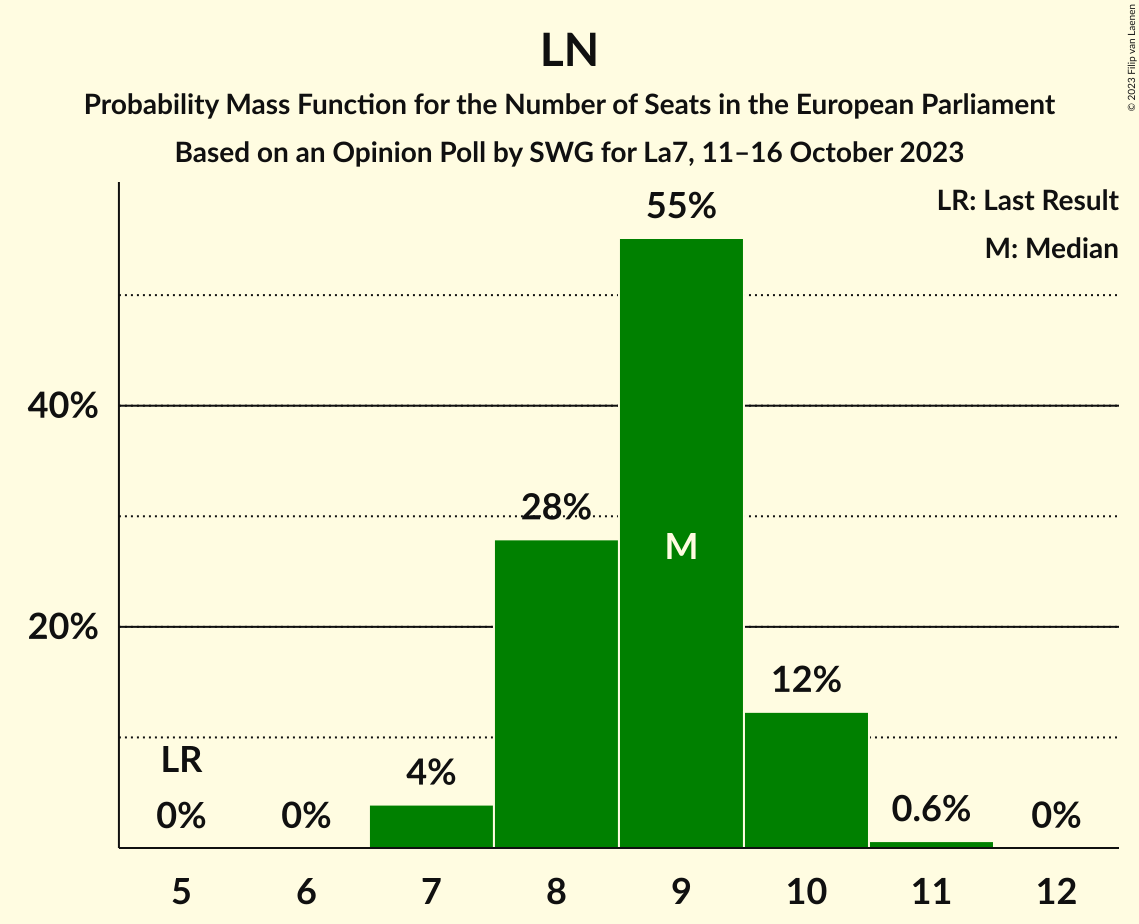 LN
Probability Mass Function for the Number of Seats in the European Parliament
Based on an Opinion Poll by SWG for La7, 11–16 October 2023
© 2023 Filip van Laenen
LR: Last Result
M: Median
55%
40%
28%
M
20%
12%
LR
4%
0%
0%
0.6%
0%
5 6 7 8 9 10 11 12